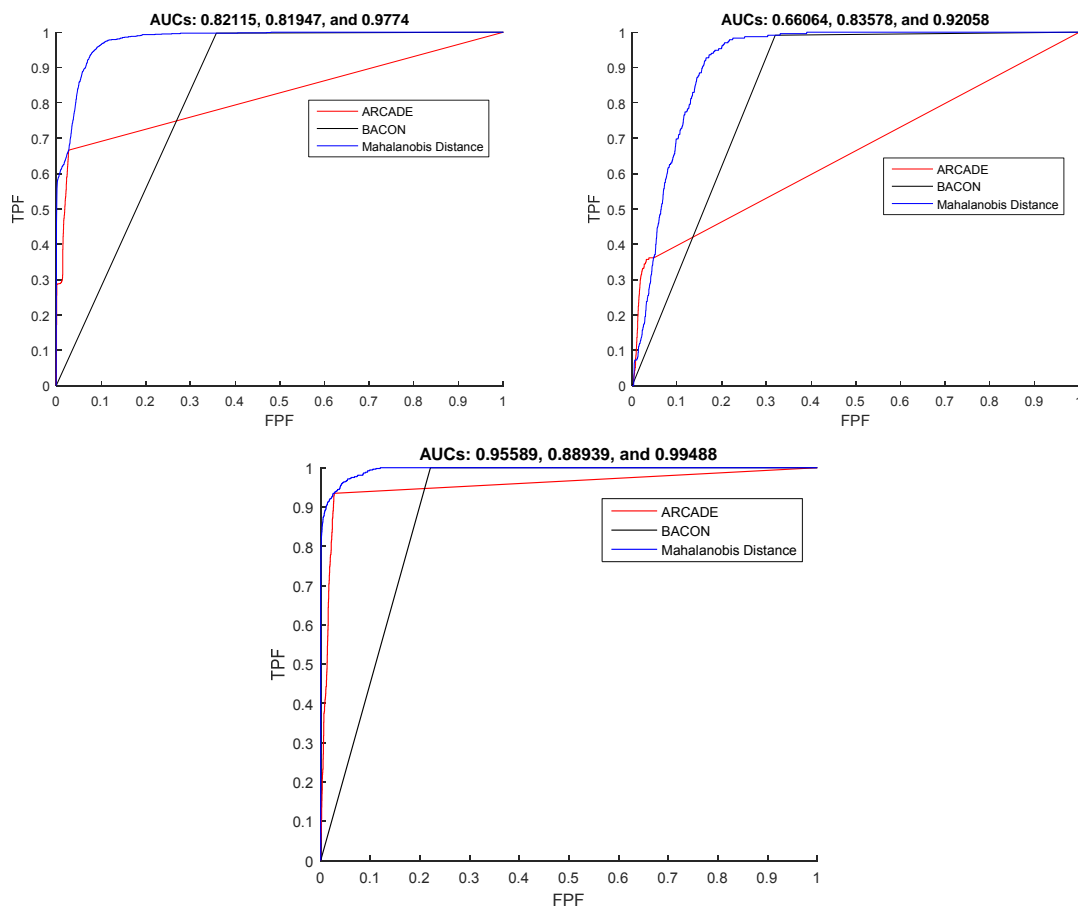 AUCs: 0.82115, 0.81947, and 0.9774
1
0.9
0.8
0.7
0.6
0.5
0.4
0.3
0.2
0.1
0
TPF
ARCADE
BACON
Mahalanobis Distance
0 0.1 0.2 0.3 0.4 0.5 0.6 0.7 0.8 0.9 1
FPF
AUCs: 0.66064, 0.83578, and 0.92058
1
0.9
0.8
0.7
0.6
0.5
0.4
0.3
0.2
0.1
0
TPF
ARCADE
BACON
Mahalanobis Distance
0 0.1 0.2 0.3 0.4 0.5 0.6 0.7 0.8 0.9 1
FPF
AUCs: 0.95589, 0.88939, and 0.99488
1
0.9
0.8
0.7
0.6
0.5
0.4
0.3
0.2
0.1
0
TPF
ARCADE
BACON
Mahalanobis Distance
0 0.1 0.2 0.3 0.4 0.5 0.6 0.7 0.8 0.9 1
FPF